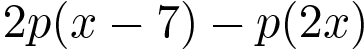 2p(x − 7) − p(2x)